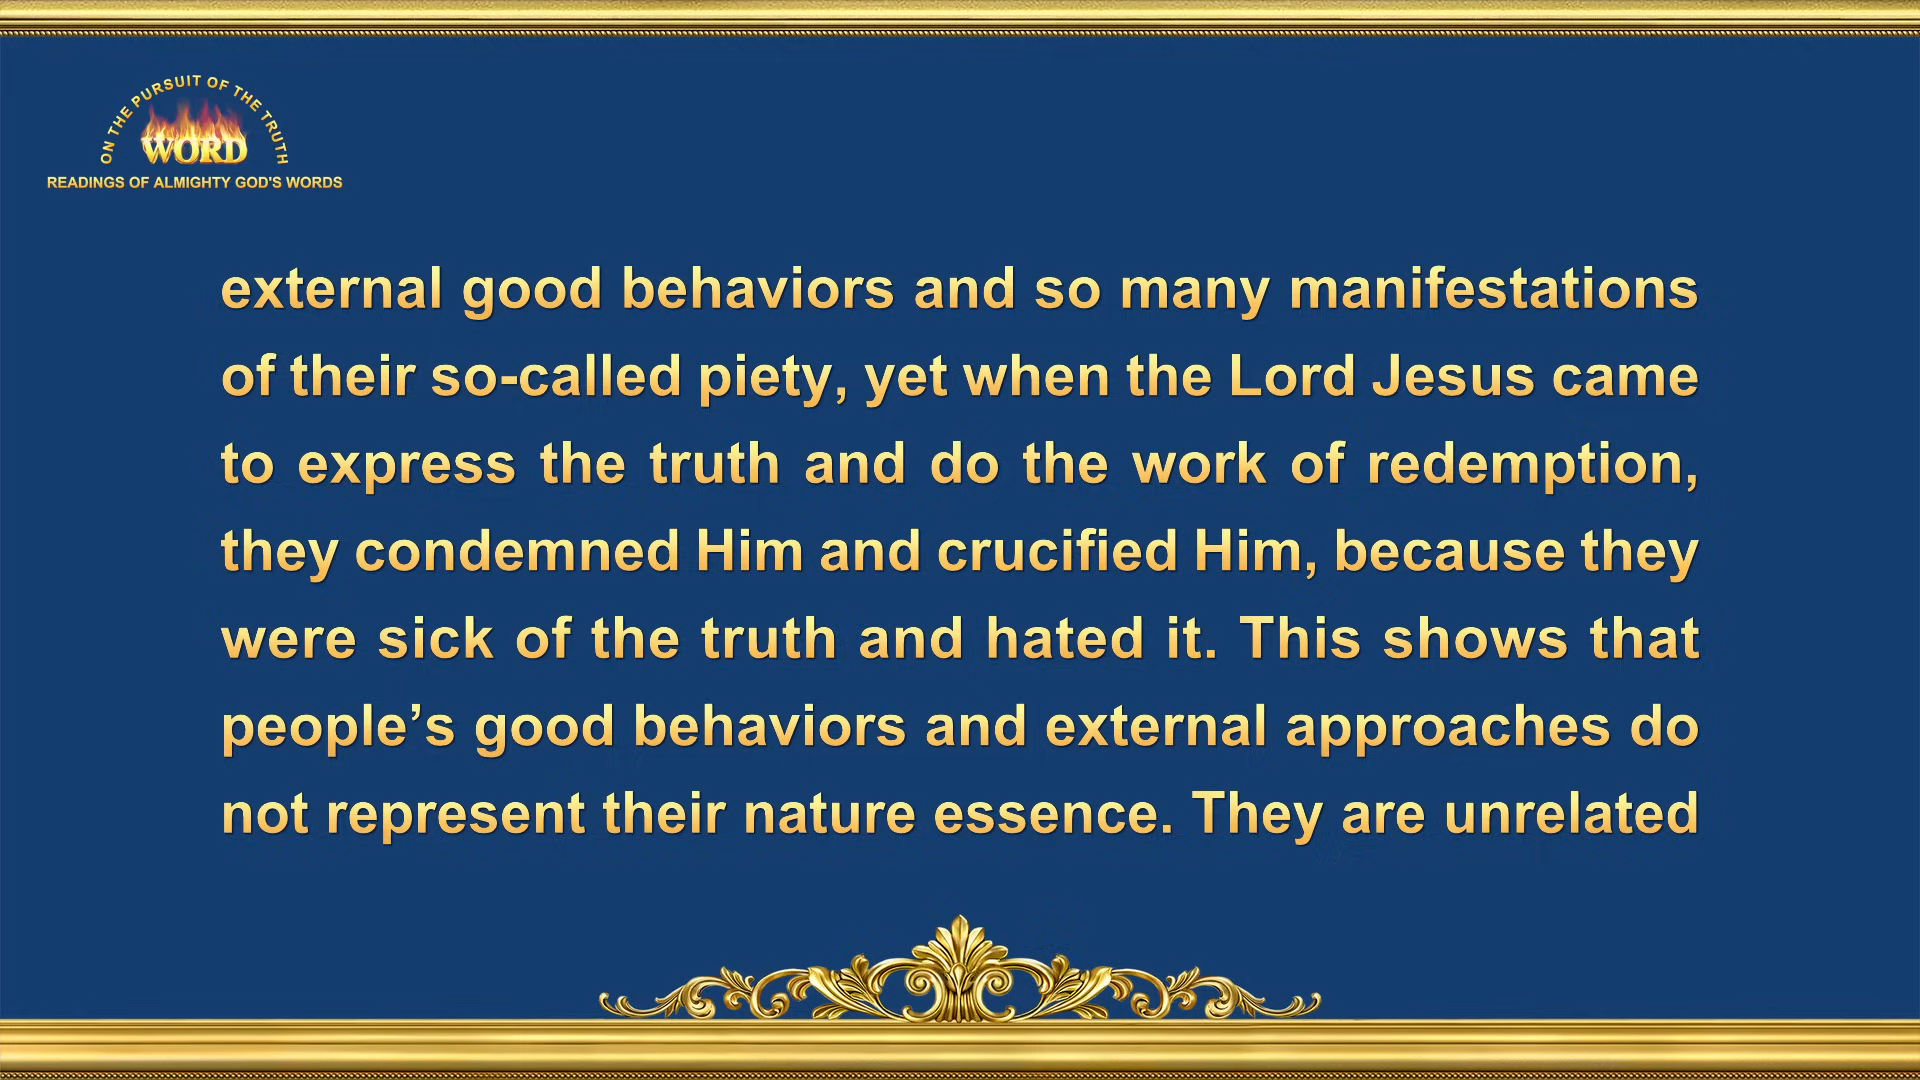 ON THE PURSUIT OF THE TRUTH
WORD
READINGS OF ALMIGHTY GOD'S WORDS
external good behaviors and so many manifestations
of their so-called piety, yet when the Lord Jesus came
to express the truth and do the work of redemption,
they condemned Him and crucified Him, because they
were sick of the truth and hated it. This shows that
people’s good behaviors and external approaches do
not represent their nature essence. They are unrelated